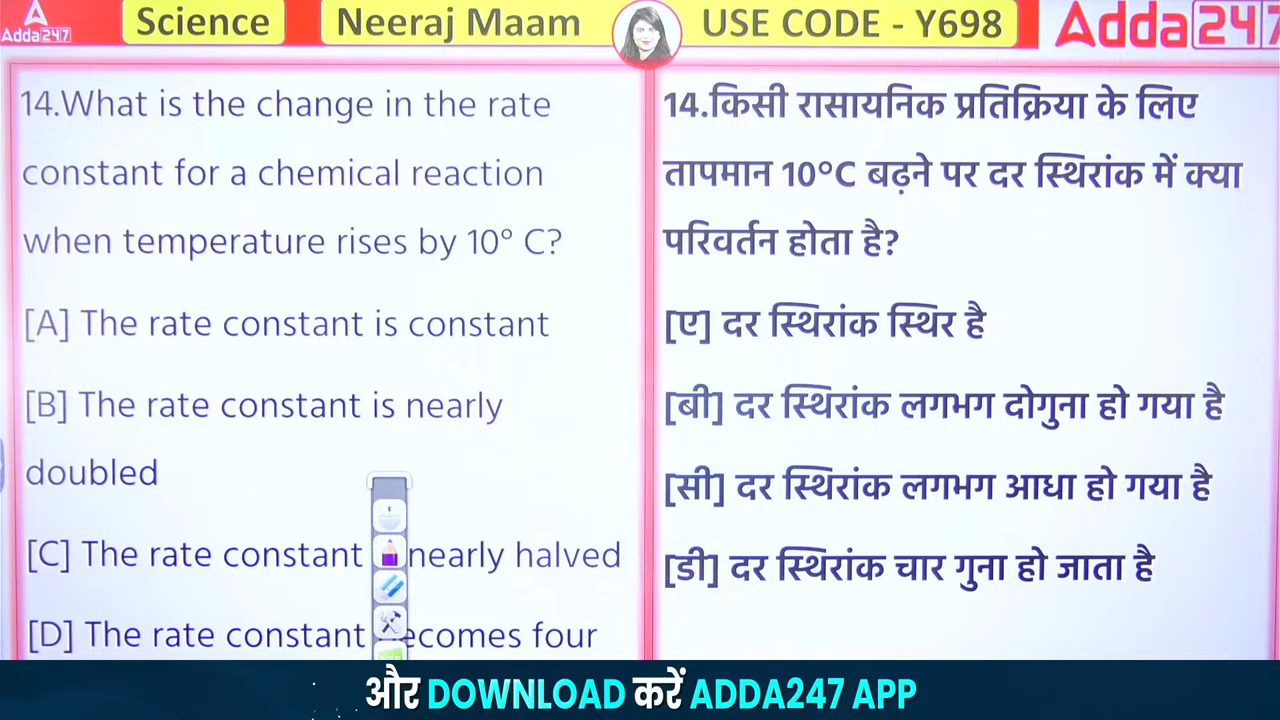 Adda247
Science
Neeraj Maam
USE CODE - Y698
Adda247
14.What is the change in the rate
constant for a chemical reaction
when temperature rises by 10° C?
[A] The rate constant is constant
[B] The rate constant is nearly
doubled
[C] The rate constant nearly halved
[D] The rate constant ecomes four
14.किसी रासायनिक प्रतिक्रिया के लिए
तापमान 10°C बढ़ने पर दर स्थिरांक में क्या
परिवर्तन होता है?
[ए] दर स्थिरांक स्थिर है
[बी] दर स्थिरांक लगभग दोगुना हो गया है
[सी] दर स्थिरांक लगभग आधा हो गया है
[डी] दर स्थिरांक चार गुना हो जाता है
और DOWNLOAD करें ADDA247 APP